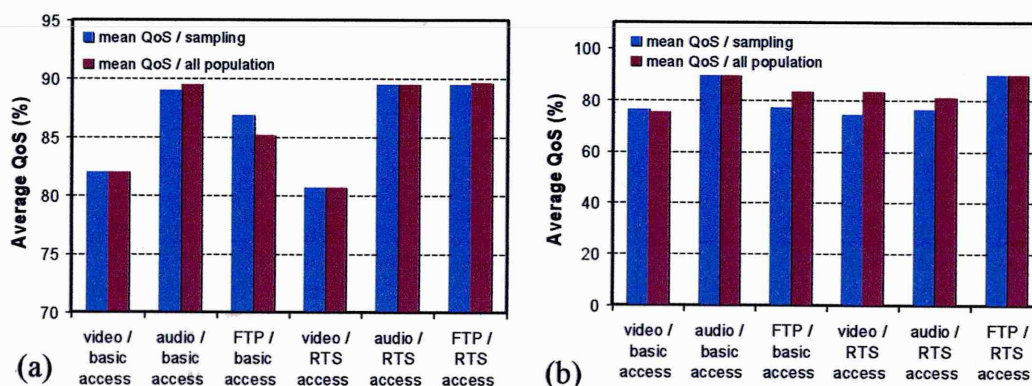 95
90
85
80
75
70
Average QoS (%)
mean QoS / sampling
mean QoS / all population
video / basic access
audio / basic access
FTP / basic access
video / RTS access
audio / RTS access
FTP / RTS access
(a)
100
80
60
40
20
0
Average QoS (%)
mean QoS / sampling
mean QoS / all population
video / basic access
audio / basic access
FTP / basic access
video / RTS access
audio / RTS access
FTP / RTS access
(b)